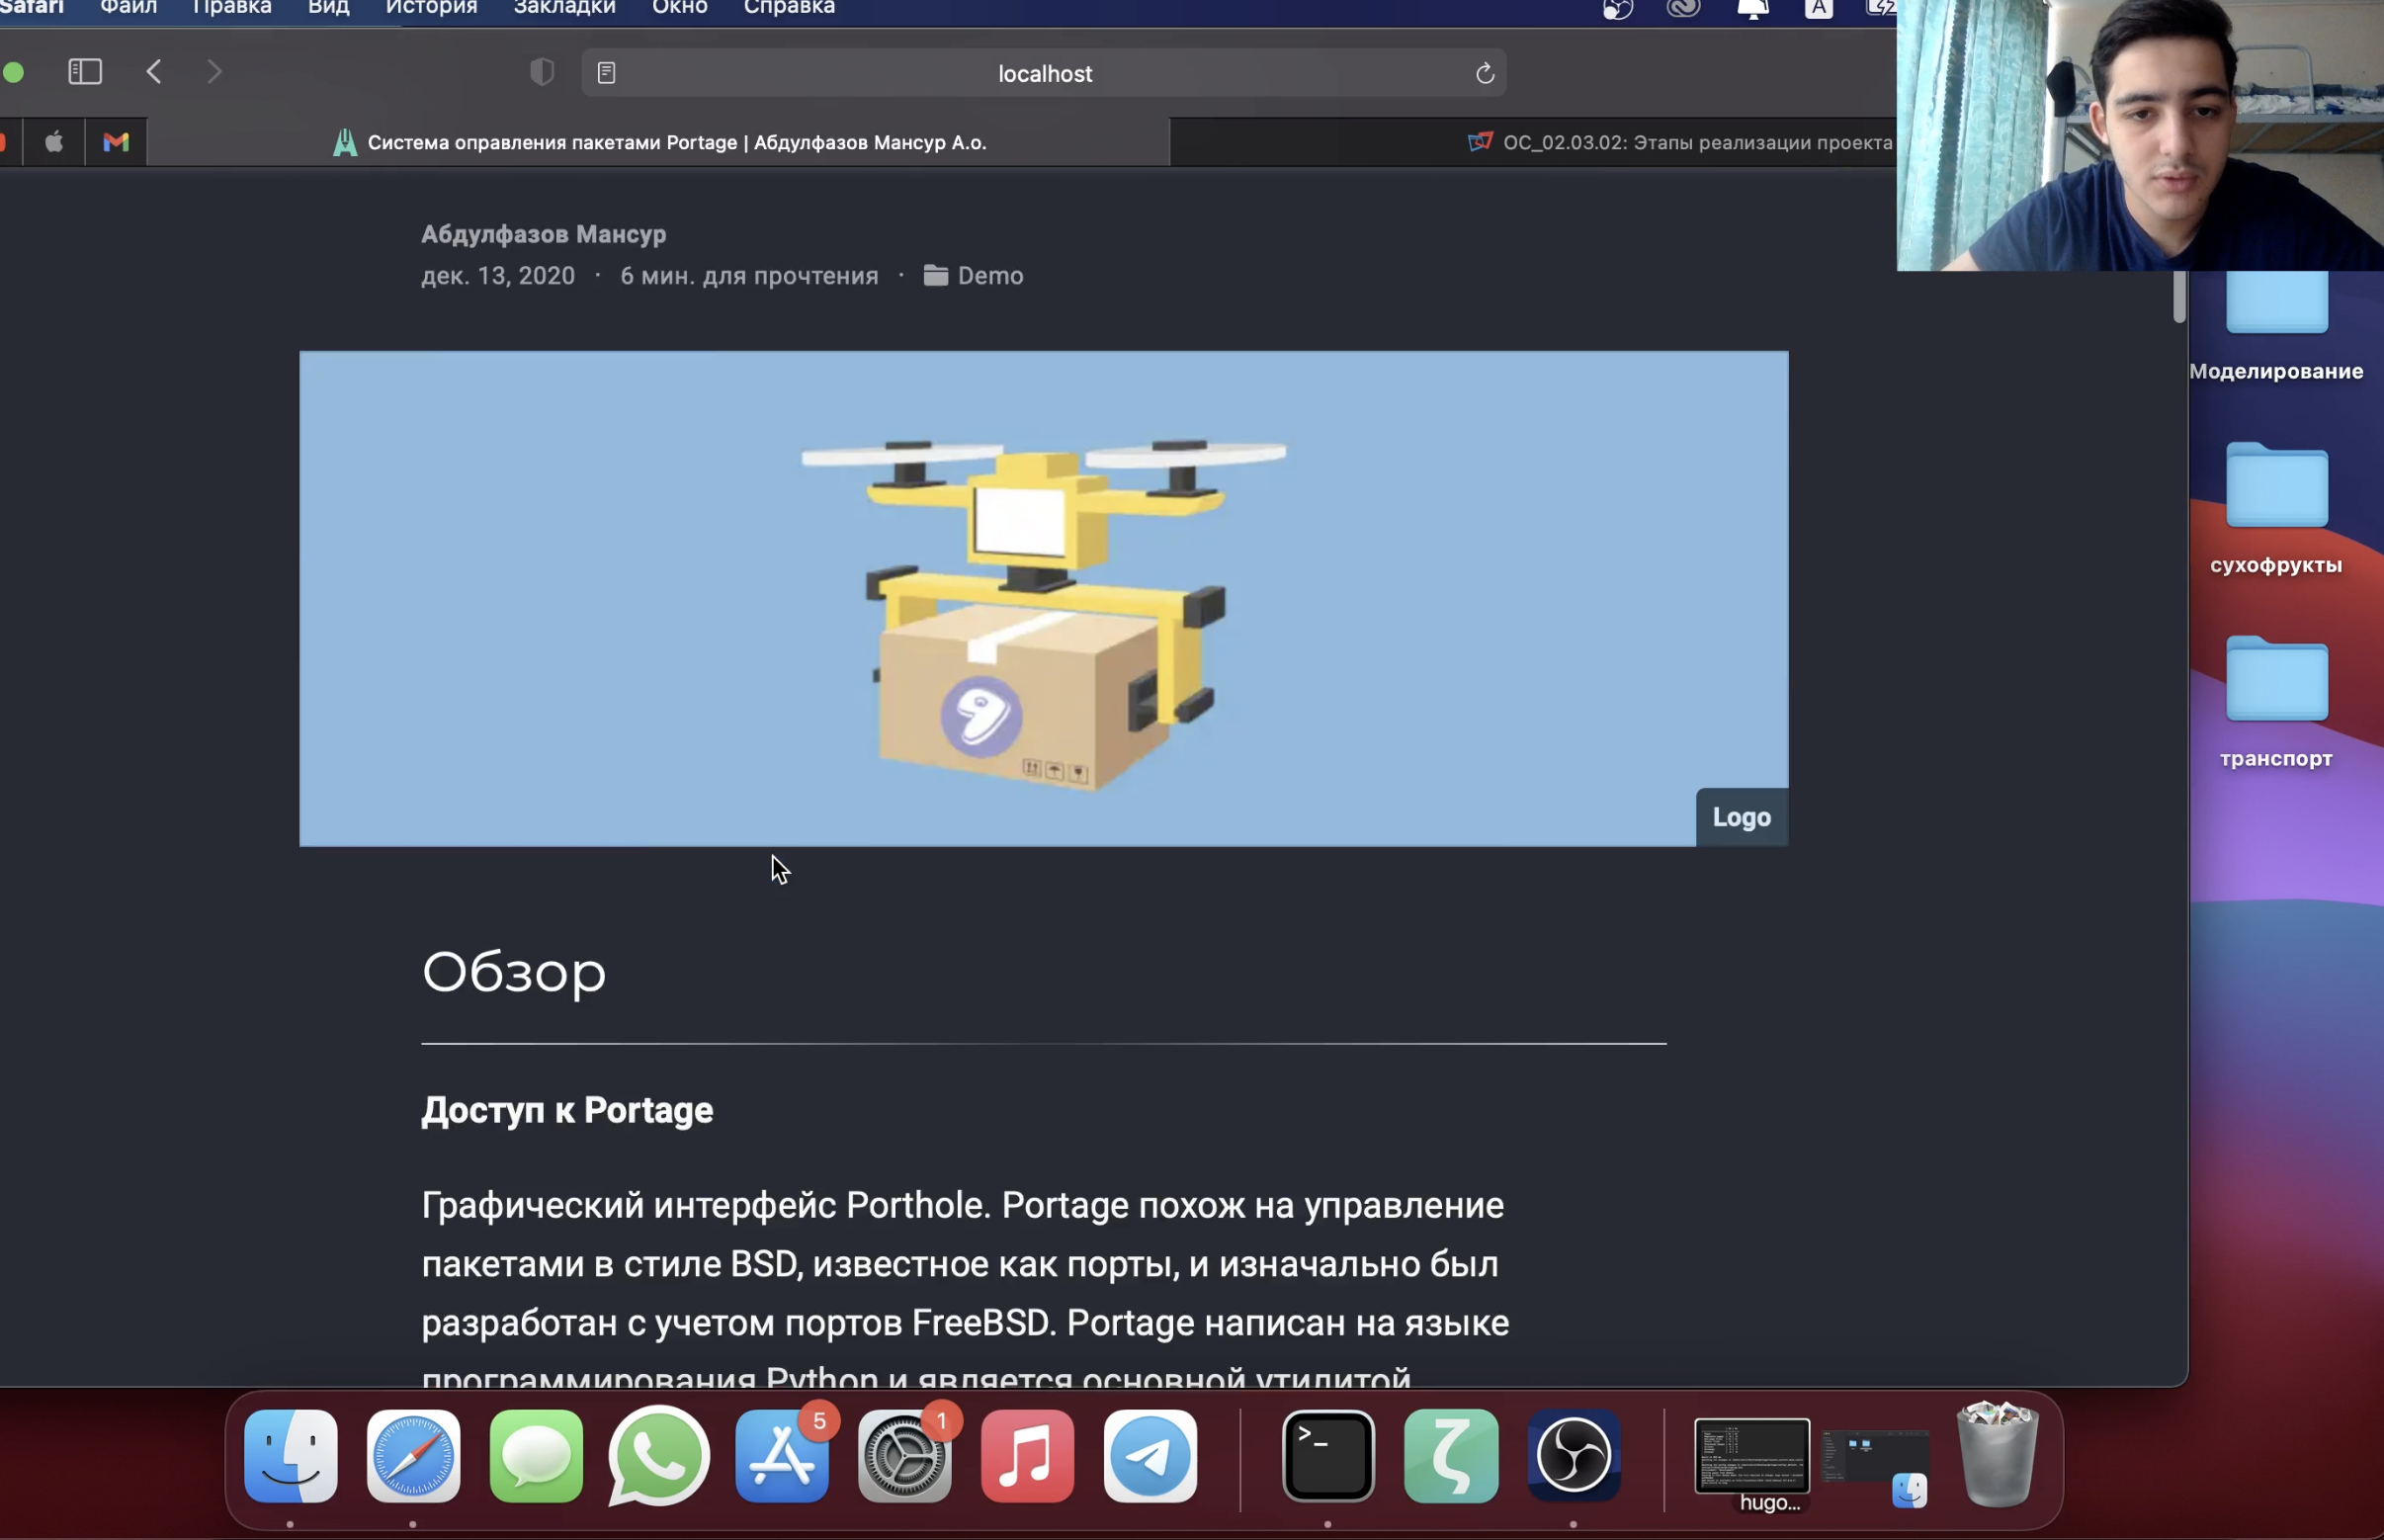 Safari Файл Правка Вид История Закладки Окно Справка
A
localhost
Система оправления пакетами Portage | Абдулфазов Мансур А.о.
ОС_02.03.02: Этапы реализации проекта
Абдулфазов Мансур
дек. 13, 2020 · 6 мин. для прочтения · Demo
Logo
Обзор
Доступ к Portage
Графический интерфейс Porthole. Portage похож на управление
пакетами в стиле BSD, известное как порты, и изначально был
разработан с учетом портов FreeBSD. Portage написан на языке
программирования Python и является основной утилитой
Моделирование
сухофрукты
транспорт
5
1
hugo...